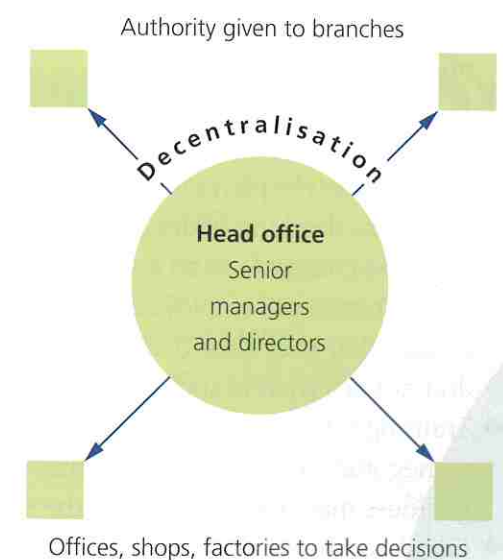 Authority given to branches
Decentralisation
Head office
Senior
managers
and directors
Offices, shops, factories to take decisions